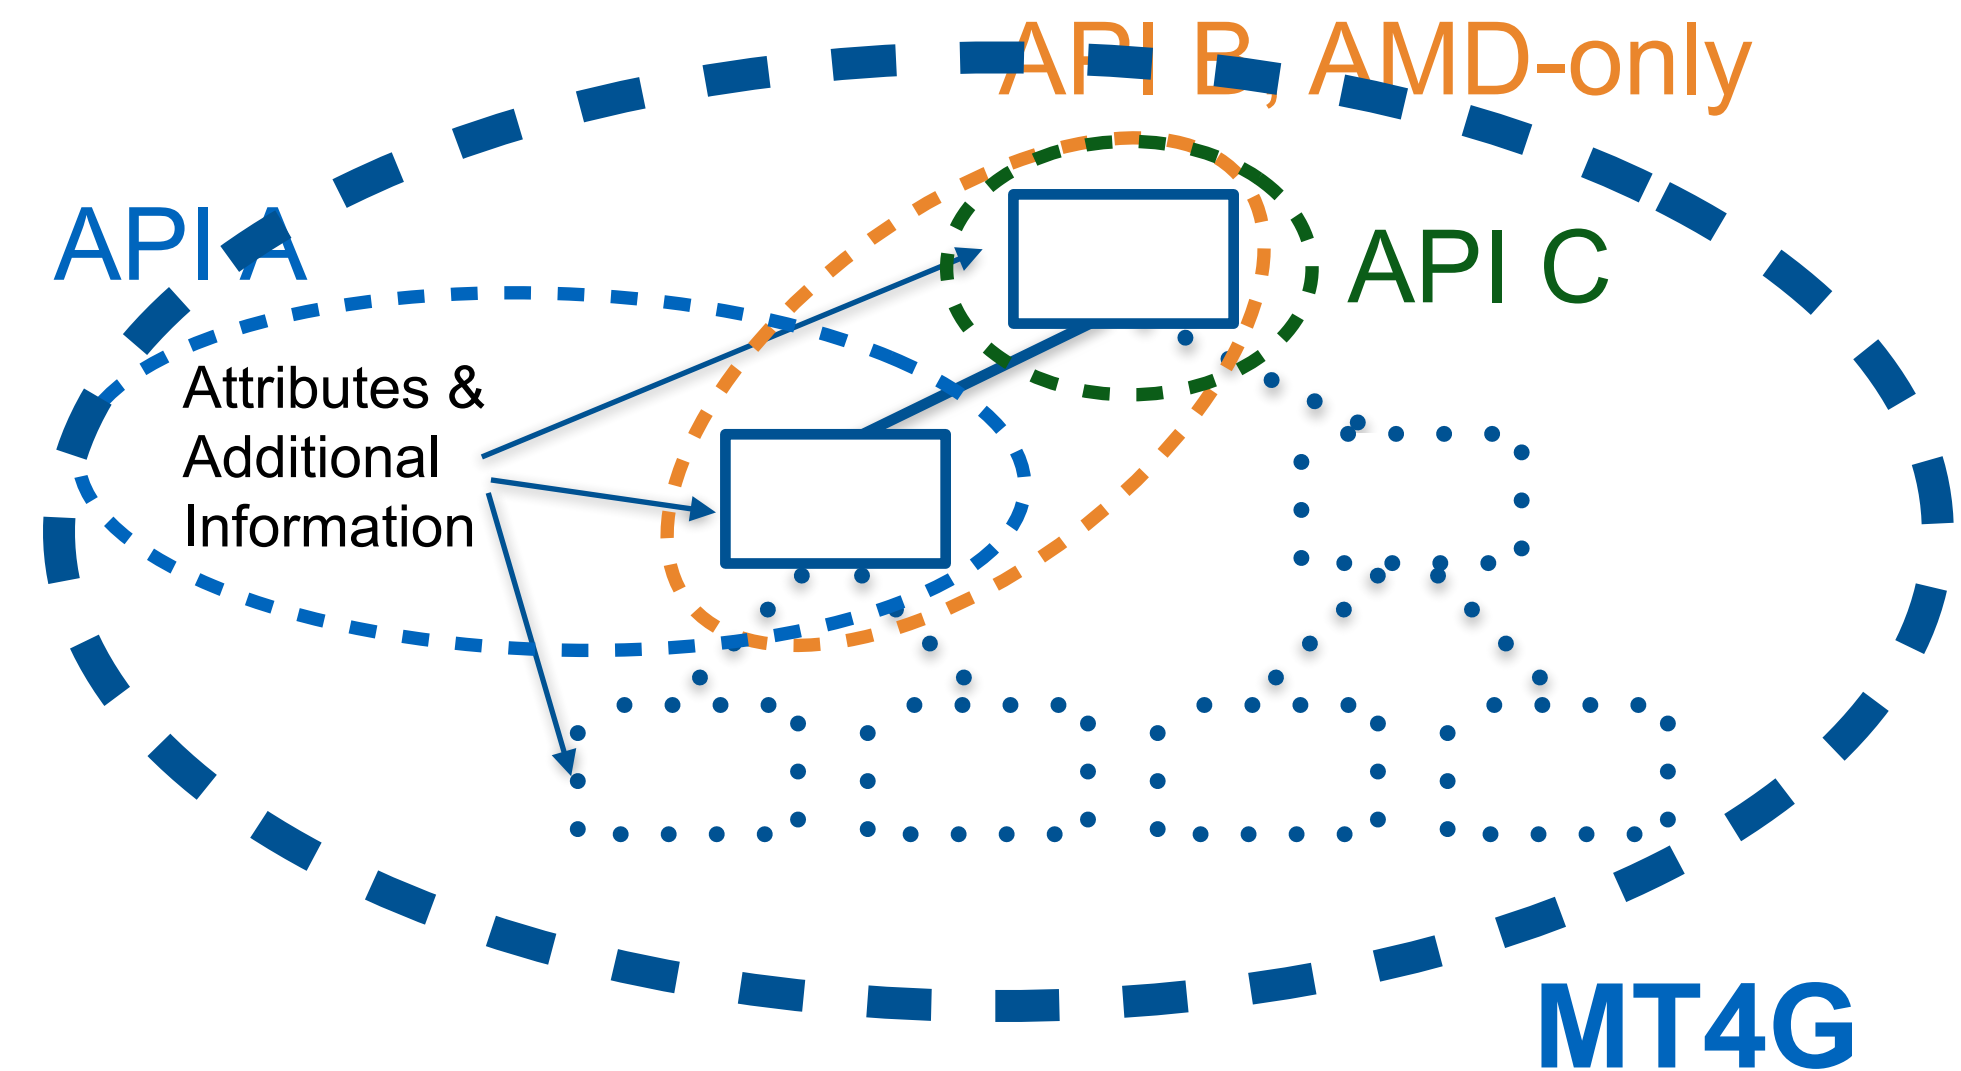 API B, AMD-only
API A
API C
Attributes &
Additional
Information
MT4G